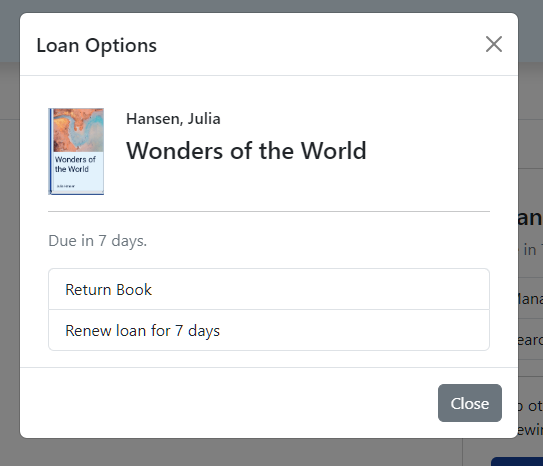 Loan Options
Hansen, Julia
Wonders of the World
Wonders of
the World
Due in 7 days.
Return Book
Renew loan for 7 days
Close